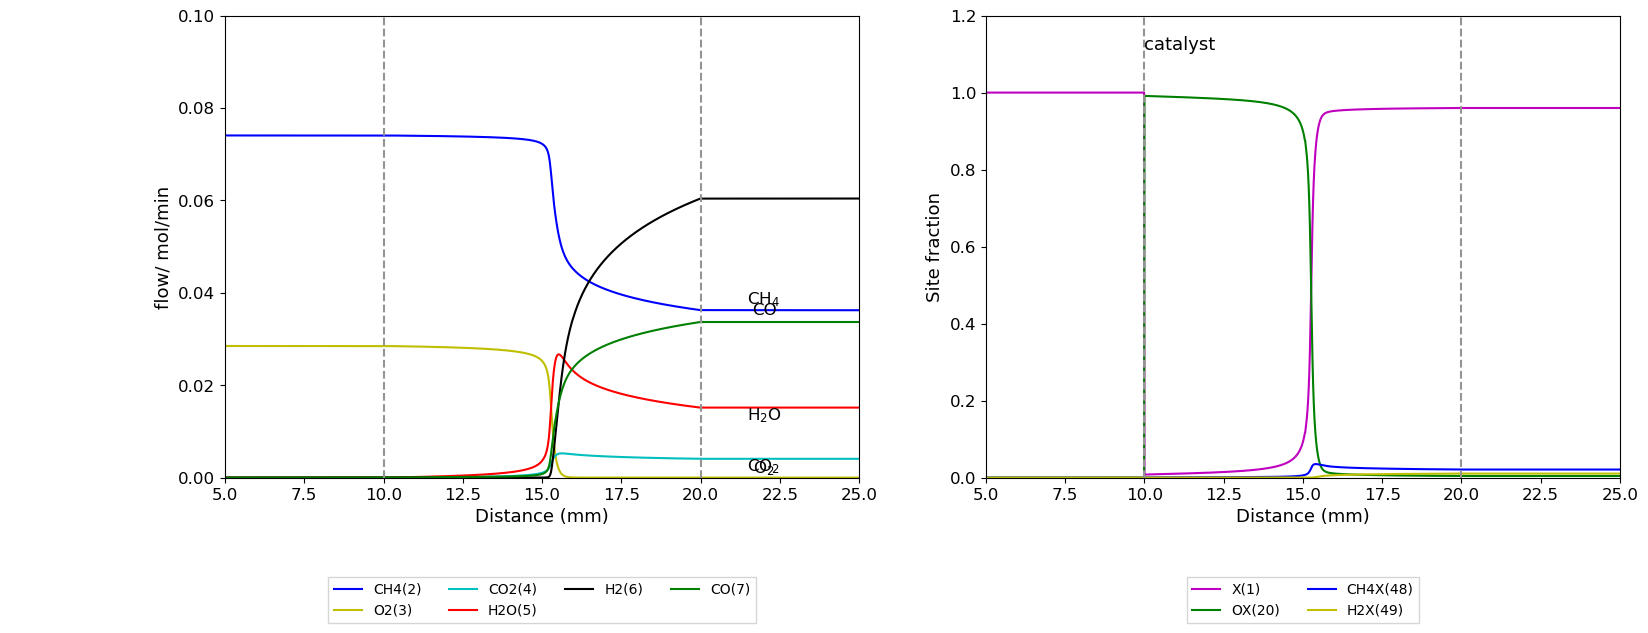 0.10
0.08
0.06
0.04
0.02
0.00
flow/ mol/min
CH₄
CO
H₂O
CO₂
O₂
5.0 7.5 10.0 12.5 15.0 17.5 20.0 22.5 25.0
Distance (mm)
CH4(2) CO2(4) H2(6) CO(7)
O2(3) H2O(5)
1.2
1.0
0.8
0.6
0.4
0.2
0.0
Site fraction
catalyst
5.0 7.5 10.0 12.5 15.0 17.5 20.0 22.5 25.0
Distance (mm)
X(1) CH4X(48)
OX(20) H2X(49)